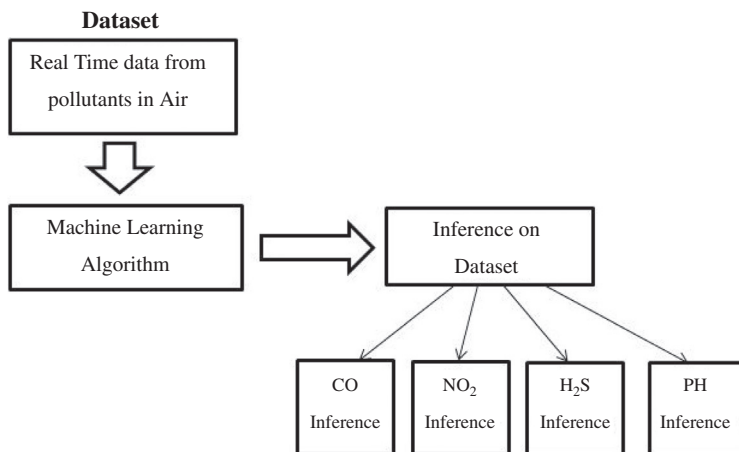 Dataset
Real Time data from
pollutants in Air
Machine Learning
Algorithm
Inference on
Dataset
CO
Inference
NO₂
Inference
H₂S
Inference
PH
Inference